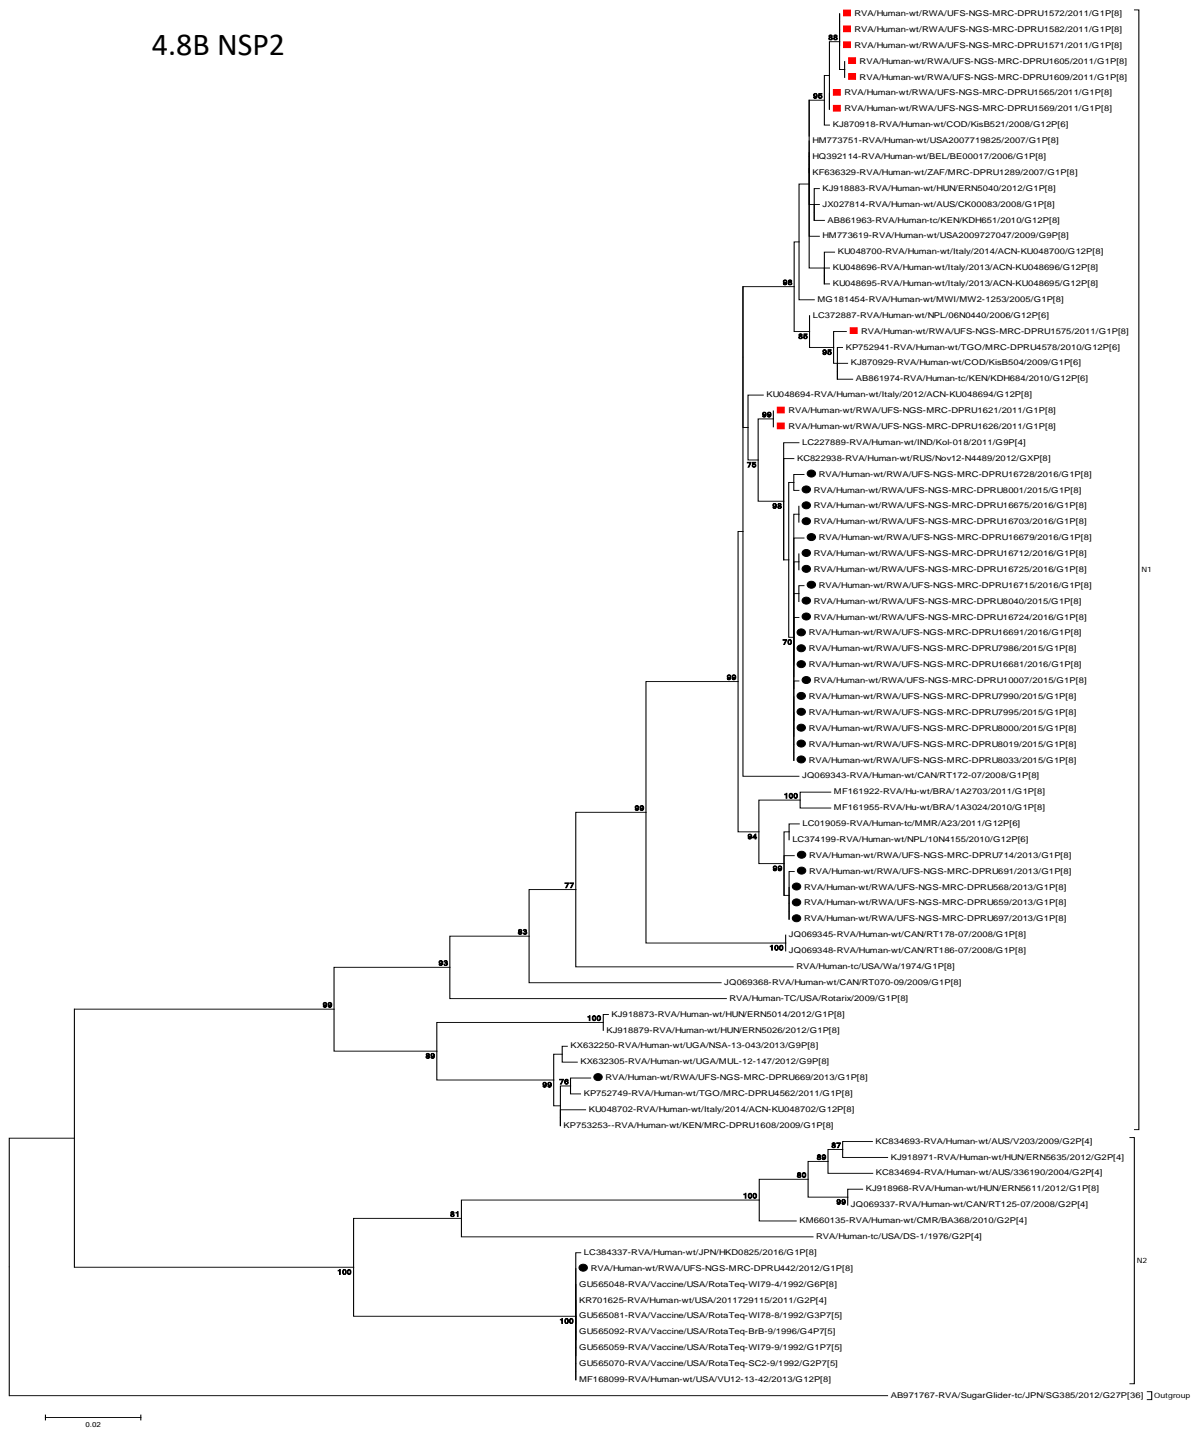 4.8B NSP2
RVA/Human-wt/RWA/UFS-NGS-MRC-DPRU1572/2011/G1P[8]
RVA/Human-wt/RWA/UFS-NGS-MRC-DPRU1582/2011/G1P[8]
88
RVA/Human-wt/RWA/UFS-NGS-MRC-DPRU1571/2011/G1P[8]
RVA/Human-wt/RWA/UFS-NGS-MRC-DPRU1605/2011/G1P[8]
RVA/Human-wt/RWA/UFS-NGS-MRC-DPRU1609/2011/G1P[8]
RVA/Human-wt/RWA/UFS-NGS-MRC-DPRU1565/2011/G1P[8]
95
RVA/Human-wt/RWA/UFS-NGS-MRC-DPRU1569/2011/G1P[8]
KJ870918-RVA/Human-wt/COD/KisB521/2008/G12P[6]
HM773751-RVA/Human-wt/USA2007719825/2007/G1P[8]
HQ392114-RVA/Human-wt/BEL/BE00017/2006/G1P[8]
KF636329-RVA/Human-wt/ZAF/MRC-DPRU1289/2007/G1P[8]
KJ918883-RVA/Human-wt/HUN/ERN5040/2012/G1P[8]
JX027814-RVA/Human-wt/AUS/CK00083/2008/G1P[8]
AB861963-RVA/Human-tc/KEN/KDH651/2010/G12P[8]
HM773619-RVA/Human-wt/USA2009727047/2009/G9P[8]
KU048700-RVA/Human-wt/Italy/2014/ACN-KU048700/G12P[8]
KU048696-RVA/Human-wt/Italy/2013/ACN-KU048696/G12P[8]
98
KU048695-RVA/Human-wt/Italy/2013/ACN-KU048695/G12P[8]
MG181454-RVA/Human-wt/MWI/MW2-1253/2005/G1P[8]
LC372887-RVA/Human-wt/NPL/06N0440/2006/G12P[6]
RVA/Human-wt/RWA/UFS-NGS-MRC-DPRU1575/2011/G1P[8]
85
KP752941-RVA/Human-wt/TGO/MRC-DPRU4578/2010/G12P[6]
95
KJ870929-RVA/Human-wt/COD/KisB504/2009/G1P[6]
AB861974-RVA/Human-tc/KEN/KDH684/2010/G12P[6]
KU048694-RVA/Human-wt/Italy/2012/ACN-KU048694/G12P[8]
99
RVA/Human-wt/RWA/UFS-NGS-MRC-DPRU1621/2011/G1P[8]
RVA/Human-wt/RWA/UFS-NGS-MRC-DPRU1626/2011/G1P[8]
LC227889-RVA/Human-wt/IND/Kol-018/2011/G9P[4]
KC822938-RVA/Human-wt/RUS/Nov12-N4489/2012/GXP[8]
75
RVA/Human-wt/RWA/UFS-NGS-MRC-DPRU16728/2016/G1P[8]
RVA/Human-wt/RWA/UFS-NGS-MRC-DPRU8001/2015/G1P[8]
98
RVA/Human-wt/RWA/UFS-NGS-MRC-DPRU16675/2016/G1P[8]
RVA/Human-wt/RWA/UFS-NGS-MRC-DPRU16703/2016/G1P[8]
RVA/Human-wt/RWA/UFS-NGS-MRC-DPRU16679/2016/G1P[8]
RVA/Human-wt/RWA/UFS-NGS-MRC-DPRU16712/2016/G1P[8]
RVA/Human-wt/RWA/UFS-NGS-MRC-DPRU16725/2016/G1P[8]
N1
RVA/Human-wt/RWA/UFS-NGS-MRC-DPRU16715/2016/G1P[8]
RVA/Human-wt/RWA/UFS-NGS-MRC-DPRU8040/2015/G1P[8]
RVA/Human-wt/RWA/UFS-NGS-MRC-DPRU16724/2016/G1P[8]
RVA/Human-wt/RWA/UFS-NGS-MRC-DPRU16691/2016/G1P[8]
70
RVA/Human-wt/RWA/UFS-NGS-MRC-DPRU7986/2015/G1P[8]
RVA/Human-wt/RWA/UFS-NGS-MRC-DPRU16681/2016/G1P[8]
99
RVA/Human-wt/RWA/UFS-NGS-MRC-DPRU10007/2015/G1P[8]
RVA/Human-wt/RWA/UFS-NGS-MRC-DPRU7990/2015/G1P[8]
RVA/Human-wt/RWA/UFS-NGS-MRC-DPRU7995/2015/G1P[8]
RVA/Human-wt/RWA/UFS-NGS-MRC-DPRU8000/2015/G1P[8]
RVA/Human-wt/RWA/UFS-NGS-MRC-DPRU8019/2015/G1P[8]
RVA/Human-wt/RWA/UFS-NGS-MRC-DPRU8033/2015/G1P[8]
JQ069343-RVA/Human-wt/CAN/RT172-07/2008/G1P[8]
MF161922-RVA/Hu-wt/BRA/1A2703/2011/G1P[8]
100
MF161955-RVA/Hu-wt/BRA/1A3024/2010/G1P[8]
99
LC019059-RVA/Human-tc/MMR/A23/2011/G12P[6]
94
LC374199-RVA/Human-wt/NPL/10N4155/2010/G12P[6]
RVA/Human-wt/RWA/UFS-NGS-MRC-DPRU714/2013/G1P[8]
99
RVA/Human-wt/RWA/UFS-NGS-MRC-DPRU691/2013/G1P[8]
77
RVA/Human-wt/RWA/UFS-NGS-MRC-DPRU568/2013/G1P[8]
RVA/Human-wt/RWA/UFS-NGS-MRC-DPRU659/2013/G1P[8]
RVA/Human-wt/RWA/UFS-NGS-MRC-DPRU697/2013/G1P[8]
83
JQ069345-RVA/Human-wt/CAN/RT178-07/2008/G1P[8]
100
JQ069348-RVA/Human-wt/CAN/RT186-07/2008/G1P[8]
93
RVA/Human-tc/USA/Wa/1974/G1P[8]
JQ069368-RVA/Human-wt/CAN/RT070-09/2009/G1P[8]
RVA/Human-TC/USA/Rotarix/2009/G1P[8]
99
KJ918873-RVA/Human-wt/HUN/ERN5014/2012/G1P[8]
100
KJ918879-RVA/Human-wt/HUN/ERN5026/2012/G1P[8]
KX632250-RVA/Human-wt/UGA/NSA-13-043/2013/G9P[8]
89
KX632305-RVA/Human-wt/UGA/MUL-12-147/2012/G9P[8]
76
RVA/Human-wt/RWA/UFS-NGS-MRC-DPRU669/2013/G1P[8]
99
KP752749-RVA/Human-wt/TGO/MRC-DPRU4562/2011/G1P[8]
KU048702-RVA/Human-wt/Italy/2014/ACN-KU048702/G12P[8]
KP753253--RVA/Human-wt/KEN/MRC-DPRU1608/2009/G1P[8]
KC834693-RVA/Human-wt/AUS/V203/2009/G2P[4]
87
KJ918971-RVA/Human-wt/HUN/ERN5635/2012/G2P[4]
89
KC834694-RVA/Human-wt/AUS/336190/2004/G2P[4]
80
KJ918968-RVA/Human-wt/HUN/ERN5611/2012/G1P[8]
99
JQ069337-RVA/Human-wt/CAN/RT125-07/2008/G2P[4]
100
KM660135-RVA/Human-wt/CMR/BA368/2010/G2P[4]
81
RVA/Human-tc/USA/DS-1/1976/G2P[4]
LC384337-RVA/Human-wt/JPN/HKD0825/2016/G1P[8]
N2
RVA/Human-wt/RWA/UFS-NGS-MRC-DPRU442/2012/G1P[8]
100
GU565048-RVA/Vaccine/USA/RotaTeq-WI79-4/1992/G6P[8]
KR701625-RVA/Human-wt/USA/2011729115/2011/G2P[4]
GU565081-RVA/Vaccine/USA/RotaTeq-WI78-8/1992/G3P7[5]
100
GU565092-RVA/Vaccine/USA/RotaTeq-BrB-9/1996/G4P7[5]
GU565059-RVA/Vaccine/USA/RotaTeq-WI79-9/1992/G1P7[5]
GU565070-RVA/Vaccine/USA/RotaTeq-SC2-9/1992/G2P7[5]
MF168099-RVA/Human-wt/USA/VU12-13-42/2013/G12P[8]
AB971767-RVA/SugarGlider-tc/JPN/SG385/2012/G27P[36]
Outgroup
0.02